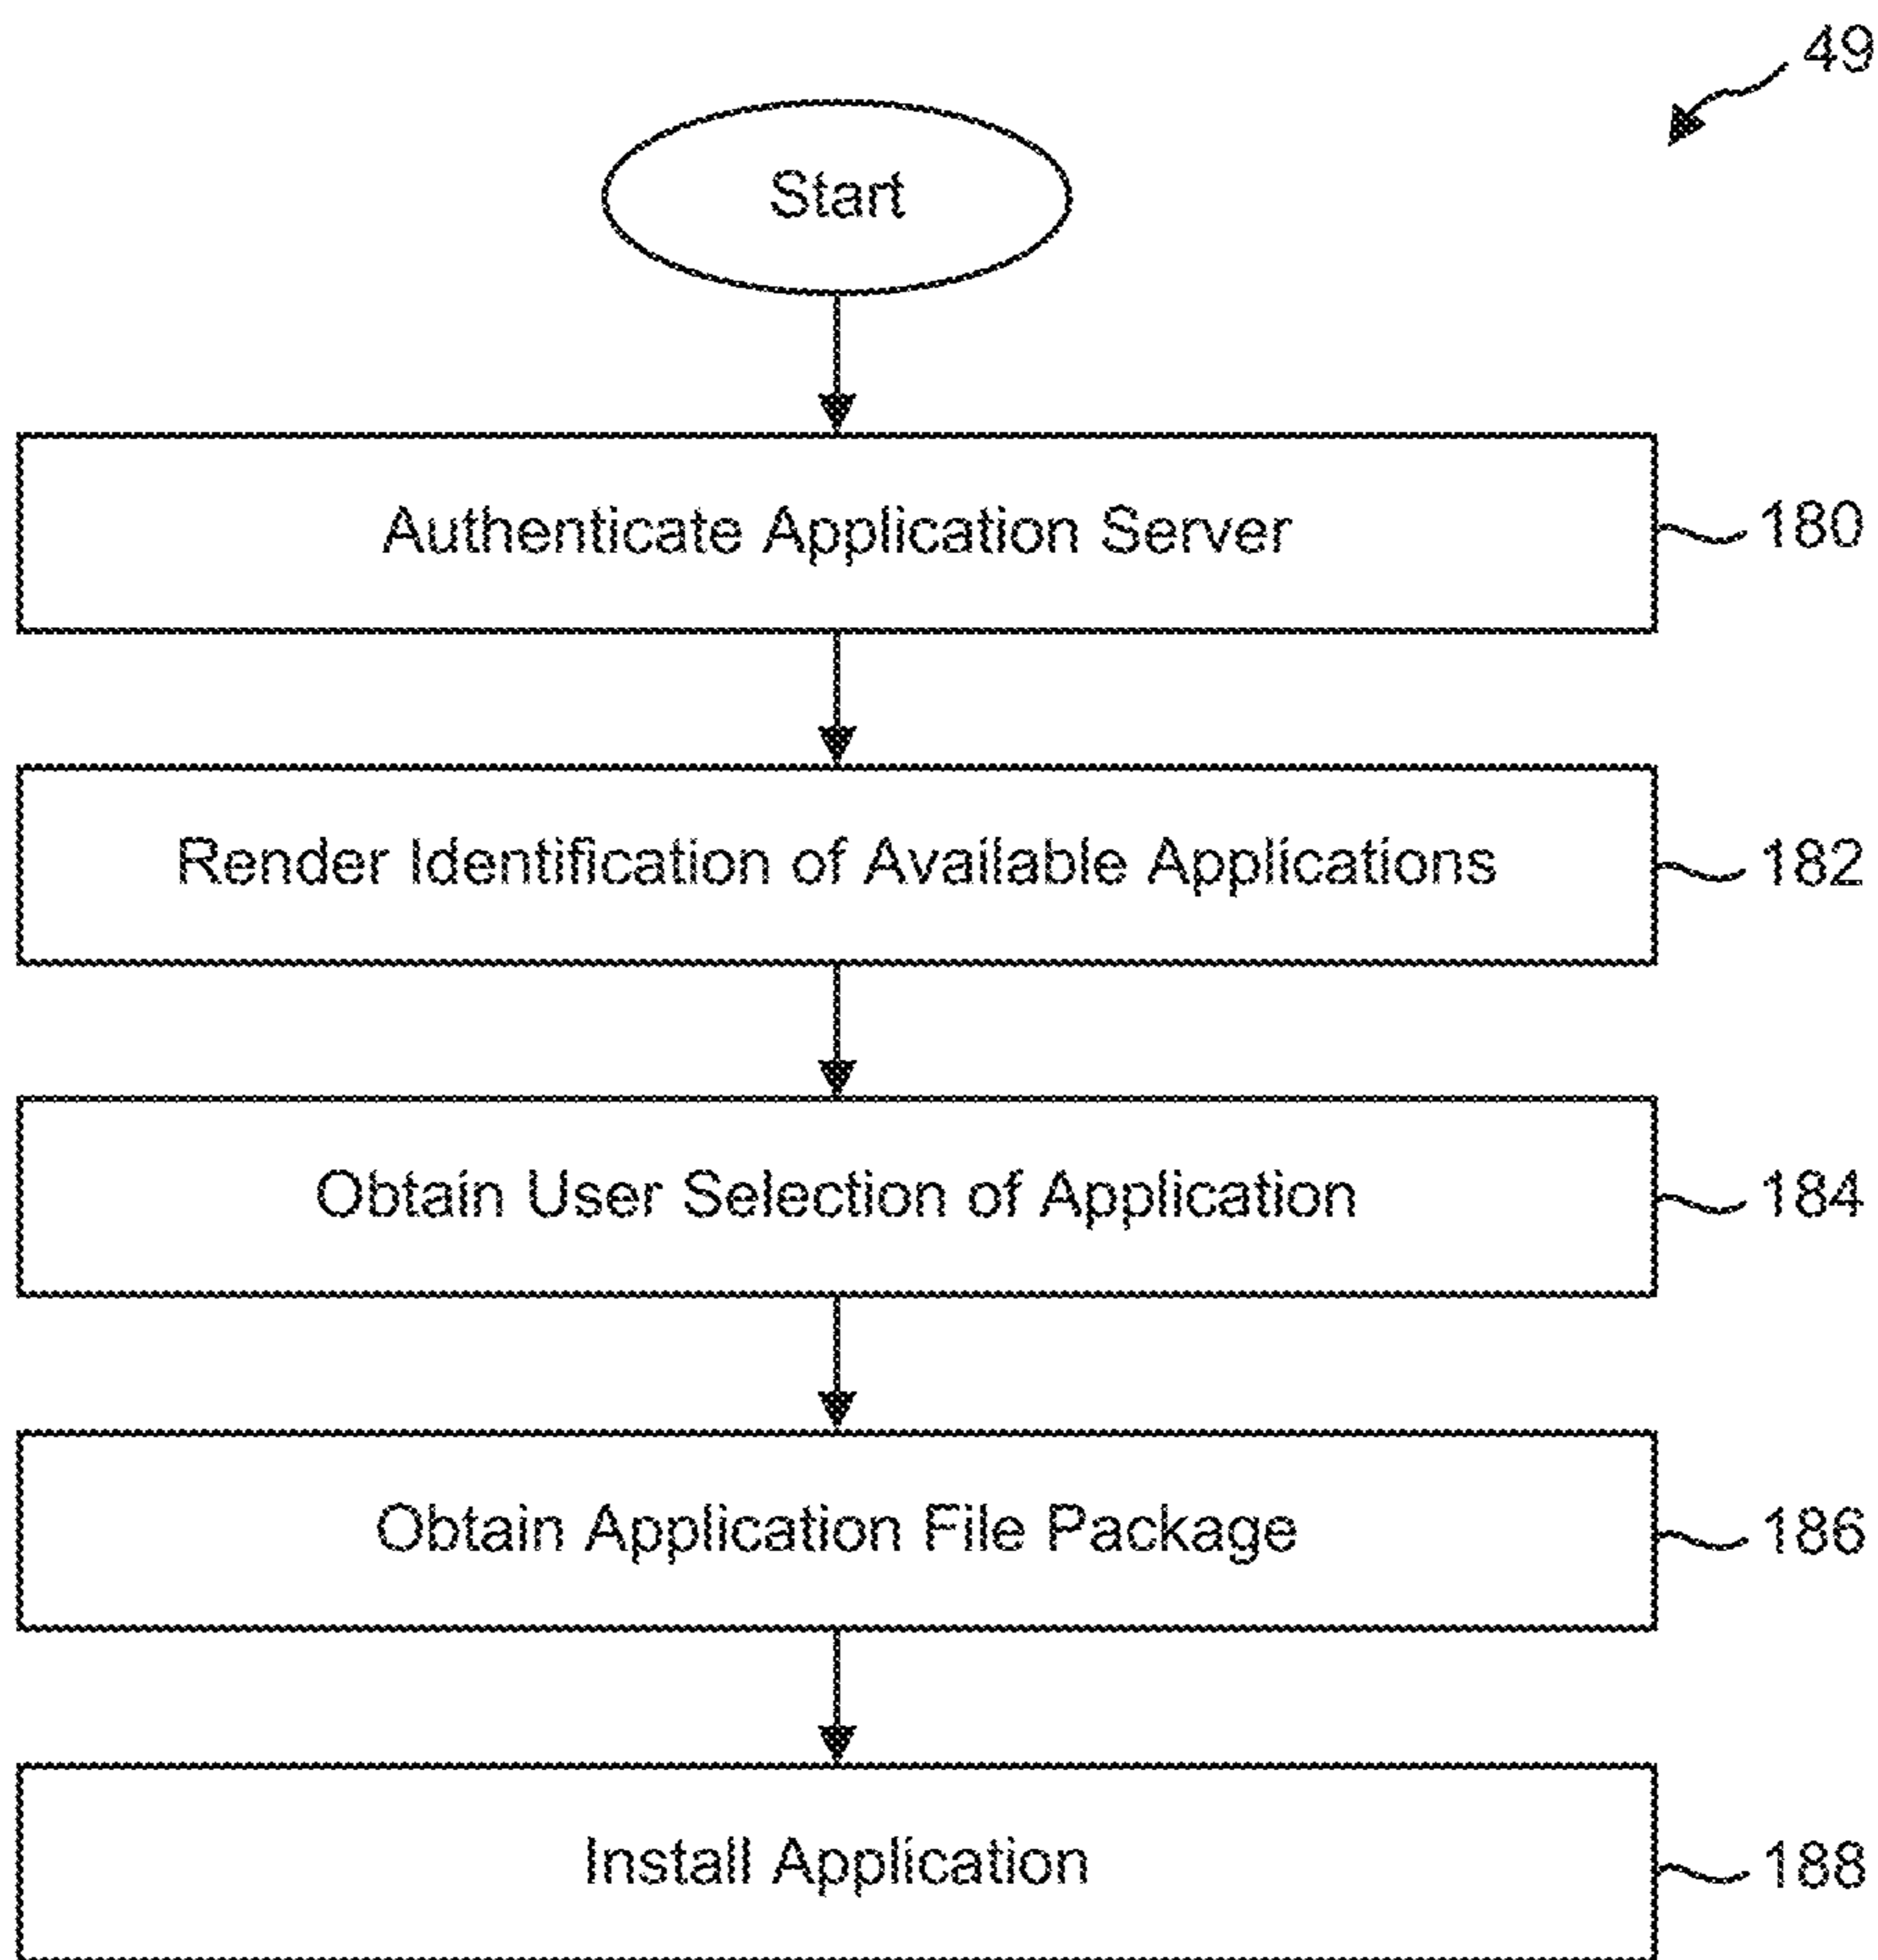 49
Start
Authenticate Application Server
180
Render Identification of Available Applications
182
Obtain User Selection of Application
184
Obtain Application File Package
186
Install Application
188